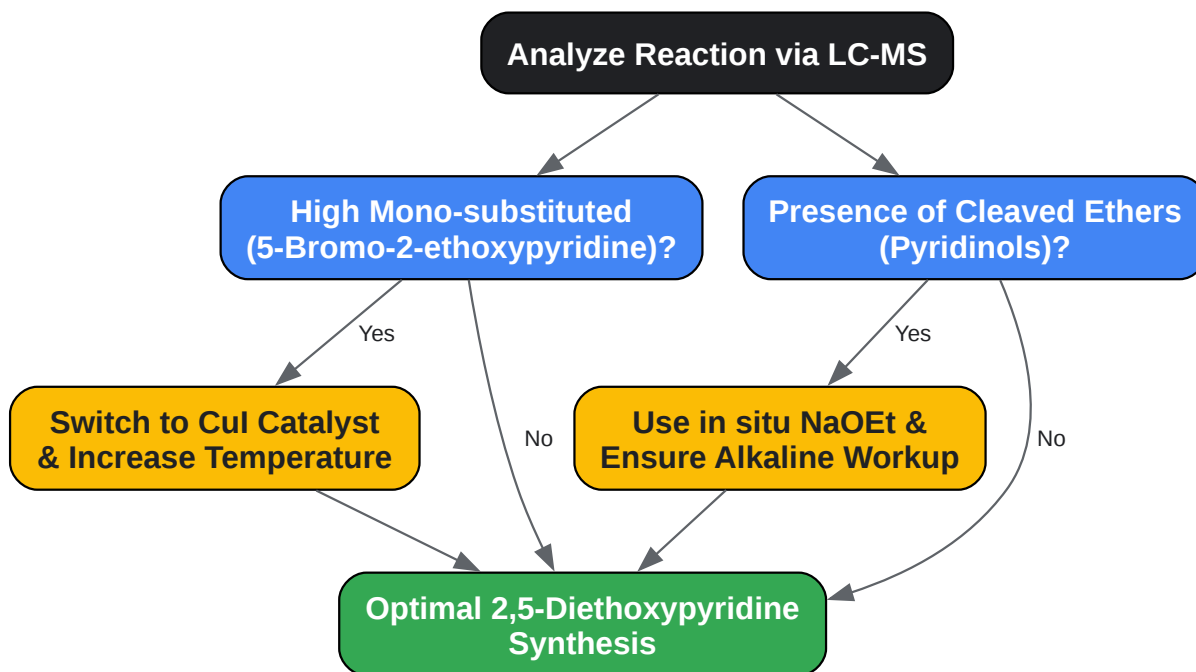 Analyze Reaction via LC-MS
High Mono-substituted
(5-Bromo-2-ethoxypyridine)?
Presence of Cleaved Ethers
(Pyridinols)?
Yes
Yes
Switch to CuI Catalyst
& Increase Temperature
No
Use in situ NaOEt &
Ensure Alkaline Workup
No
Optimal 2,5-Diethoxypyridine
Synthesis